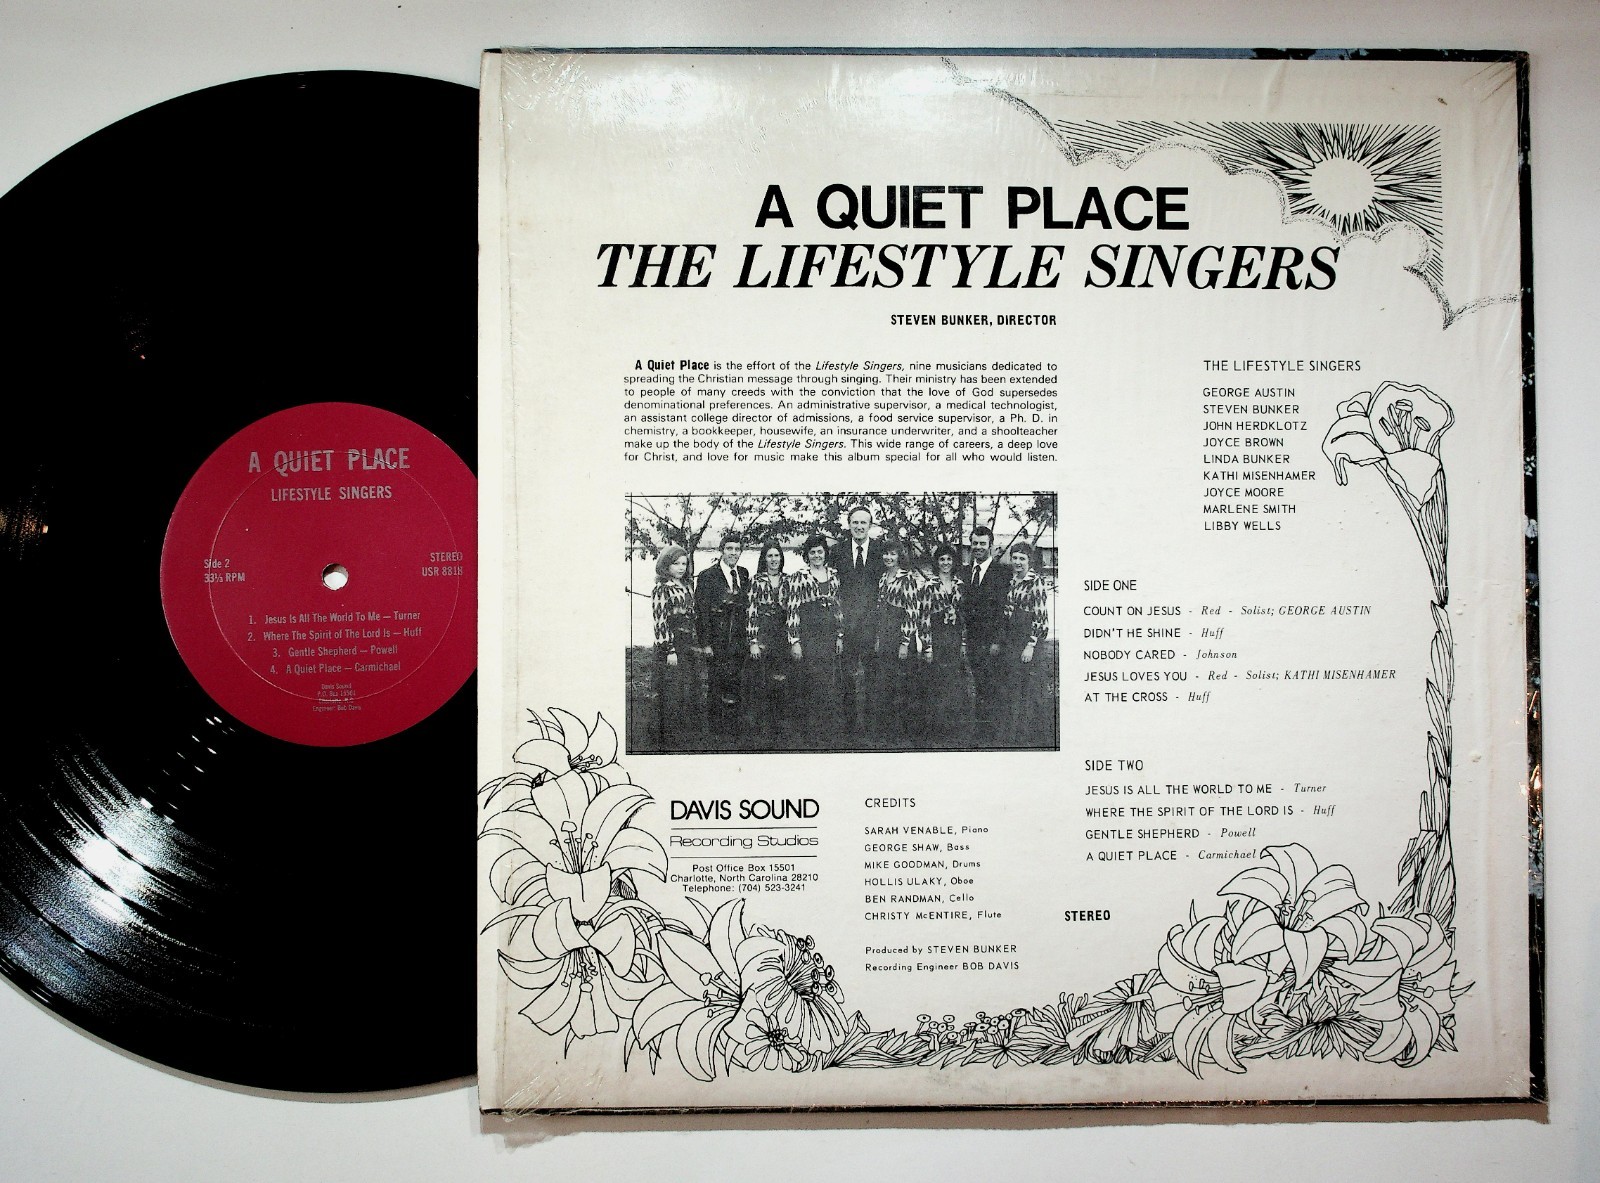 A QUIET PLACE
LIFESTYLE SINGERS
Side 2
33⅓ RPM
STEREO
USR 8818
1. Jesus Is All The World To Me — Turner
2. Where The Spirit of The Lord Is — Huff
3. Gentle Shepherd — Powell
4. A Quiet Place — Carmichael
Davis Sound
P.O. Box 15501
Engineer Bob Davis
A QUIET PLACE
THE LIFESTYLE SINGERS
STEVEN BUNKER, DIRECTOR
A Quiet Place is the effort of the Lifestyle Singers, nine musicians dedicated to
spreading the Christian message through singing. Their ministry has been extended
to people of many creeds with the conviction that the love of God supersedes
denominational preferences. An administrative supervisor, a medical technologist,
an assistant college director of admissions, a food service supervisor, a Ph. D. in
chemistry, a bookkeeper, housewife, an insurance underwriter, and a shoolteacher
make up the body of the Lifestyle Singers. This wide range of careers, a deep love
for Christ, and love for music make this album special for all who would listen.
THE LIFESTYLE SINGERS
GEORGE AUSTIN
STEVEN BUNKER
JOHN HERDKLOTZ
JOYCE BROWN
LINDA BUNKER
KATHI MISENHAMER
JOYCE MOORE
MARLENE SMITH
LIBBY WELLS
SIDE ONE
COUNT ON JESUS - Red - Solist; GEORGE AUSTIN
DIDN'T HE SHINE - Huff
NOBODY CARED - Johnson
JESUS LOVES YOU - Red - Solist; KATHI MISENHAMER
AT THE CROSS - Huff
SIDE TWO
JESUS IS ALL THE WORLD TO ME - Turner
WHERE THE SPIRIT OF THE LORD IS - Huff
GENTLE SHEPHERD - Powell
A QUIET PLACE - Carmichael
DAVIS SOUND
Recording Studios
Post Office Box 15501
Charlotte, North Carolina 28210
Telephone: (704) 523-3241
CREDITS
SARAH VENABLE, Piano
GEORGE SHAW, Bass
MIKE GOODMAN, Drums
HOLLIS ULAKY, Oboe
BEN RANDMAN, Cello
CHRISTY McENTIRE, Flute
Produced by STEVEN BUNKER
Recording Engineer BOB DAVIS
STEREO